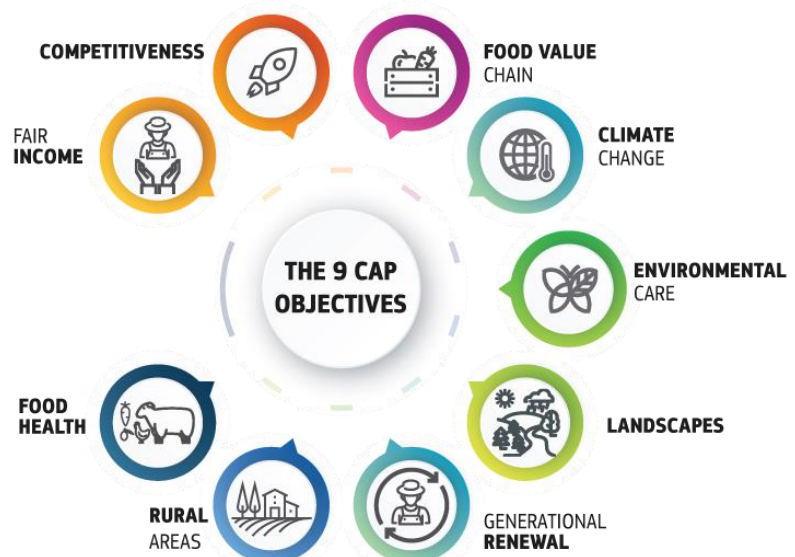 COMPETITIVENESS
FOOD VALUE
CHAIN
FAIR
INCOME
CLIMATE
CHANGE
THE 9 CAP
OBJECTIVES
ENVIRONMENTAL
CARE
FOOD
HEALTH
LANDSCAPES
RURAL
AREAS
GENERATIONAL
RENEWAL